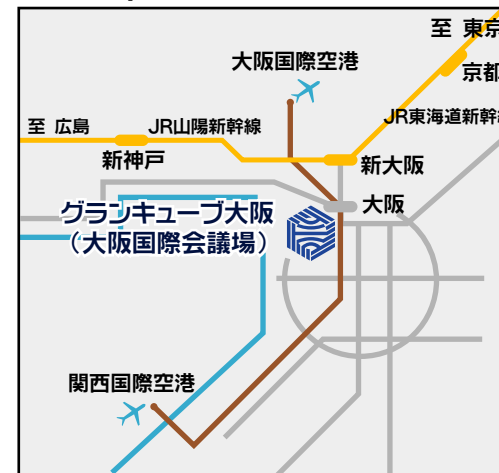 至 東京
大阪国際空港
京都
JR東海道新幹線
至 広島
JR山陽新幹線
新神戸
新大阪
大阪
グランキューブ大阪
（大阪国際会議場）
関西国際空港